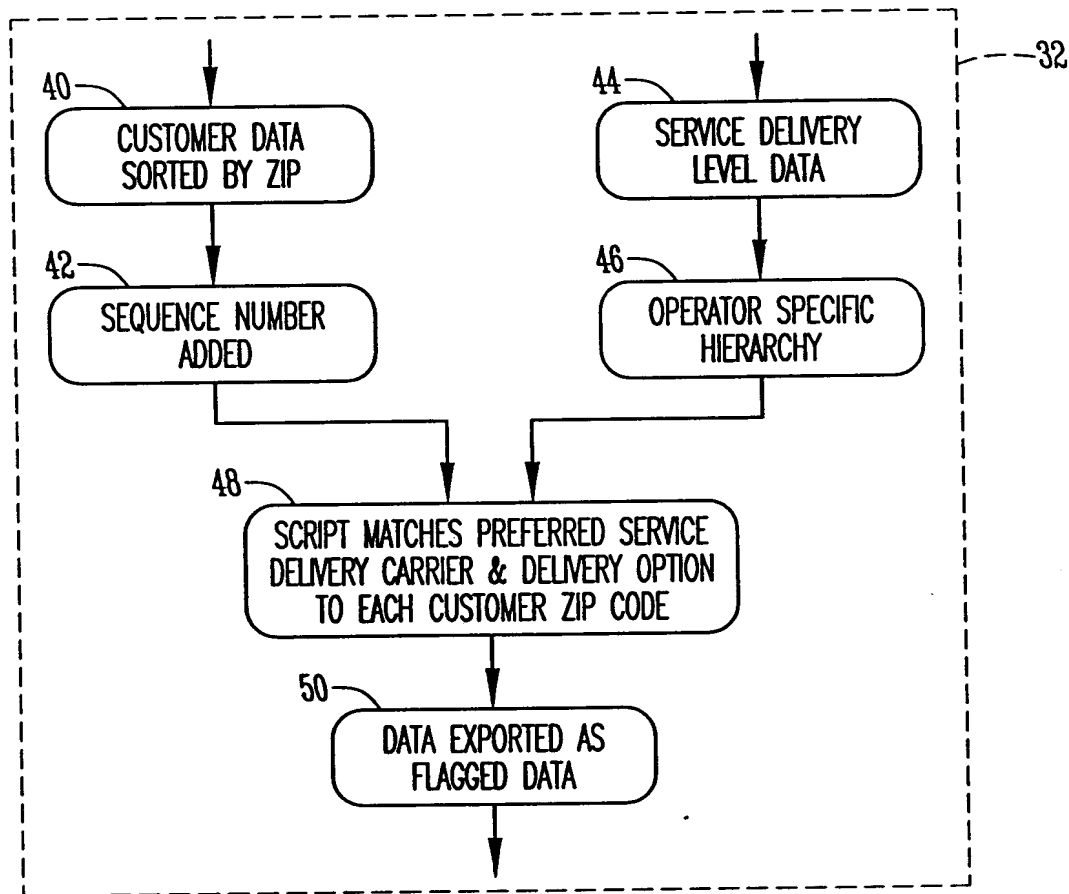 32
40
CUSTOMER DATA
SORTED BY ZIP
44
SERVICE DELIVERY
LEVEL DATA
42
SEQUENCE NUMBER
ADDED
46
OPERATOR SPECIFIC
HIERARCHY
48
SCRIPT MATCHES PREFERRED SERVICE
DELIVERY CARRIER & DELIVERY OPTION
TO EACH CUSTOMER ZIP CODE
50
DATA EXPORTED AS
FLAGGED DATA